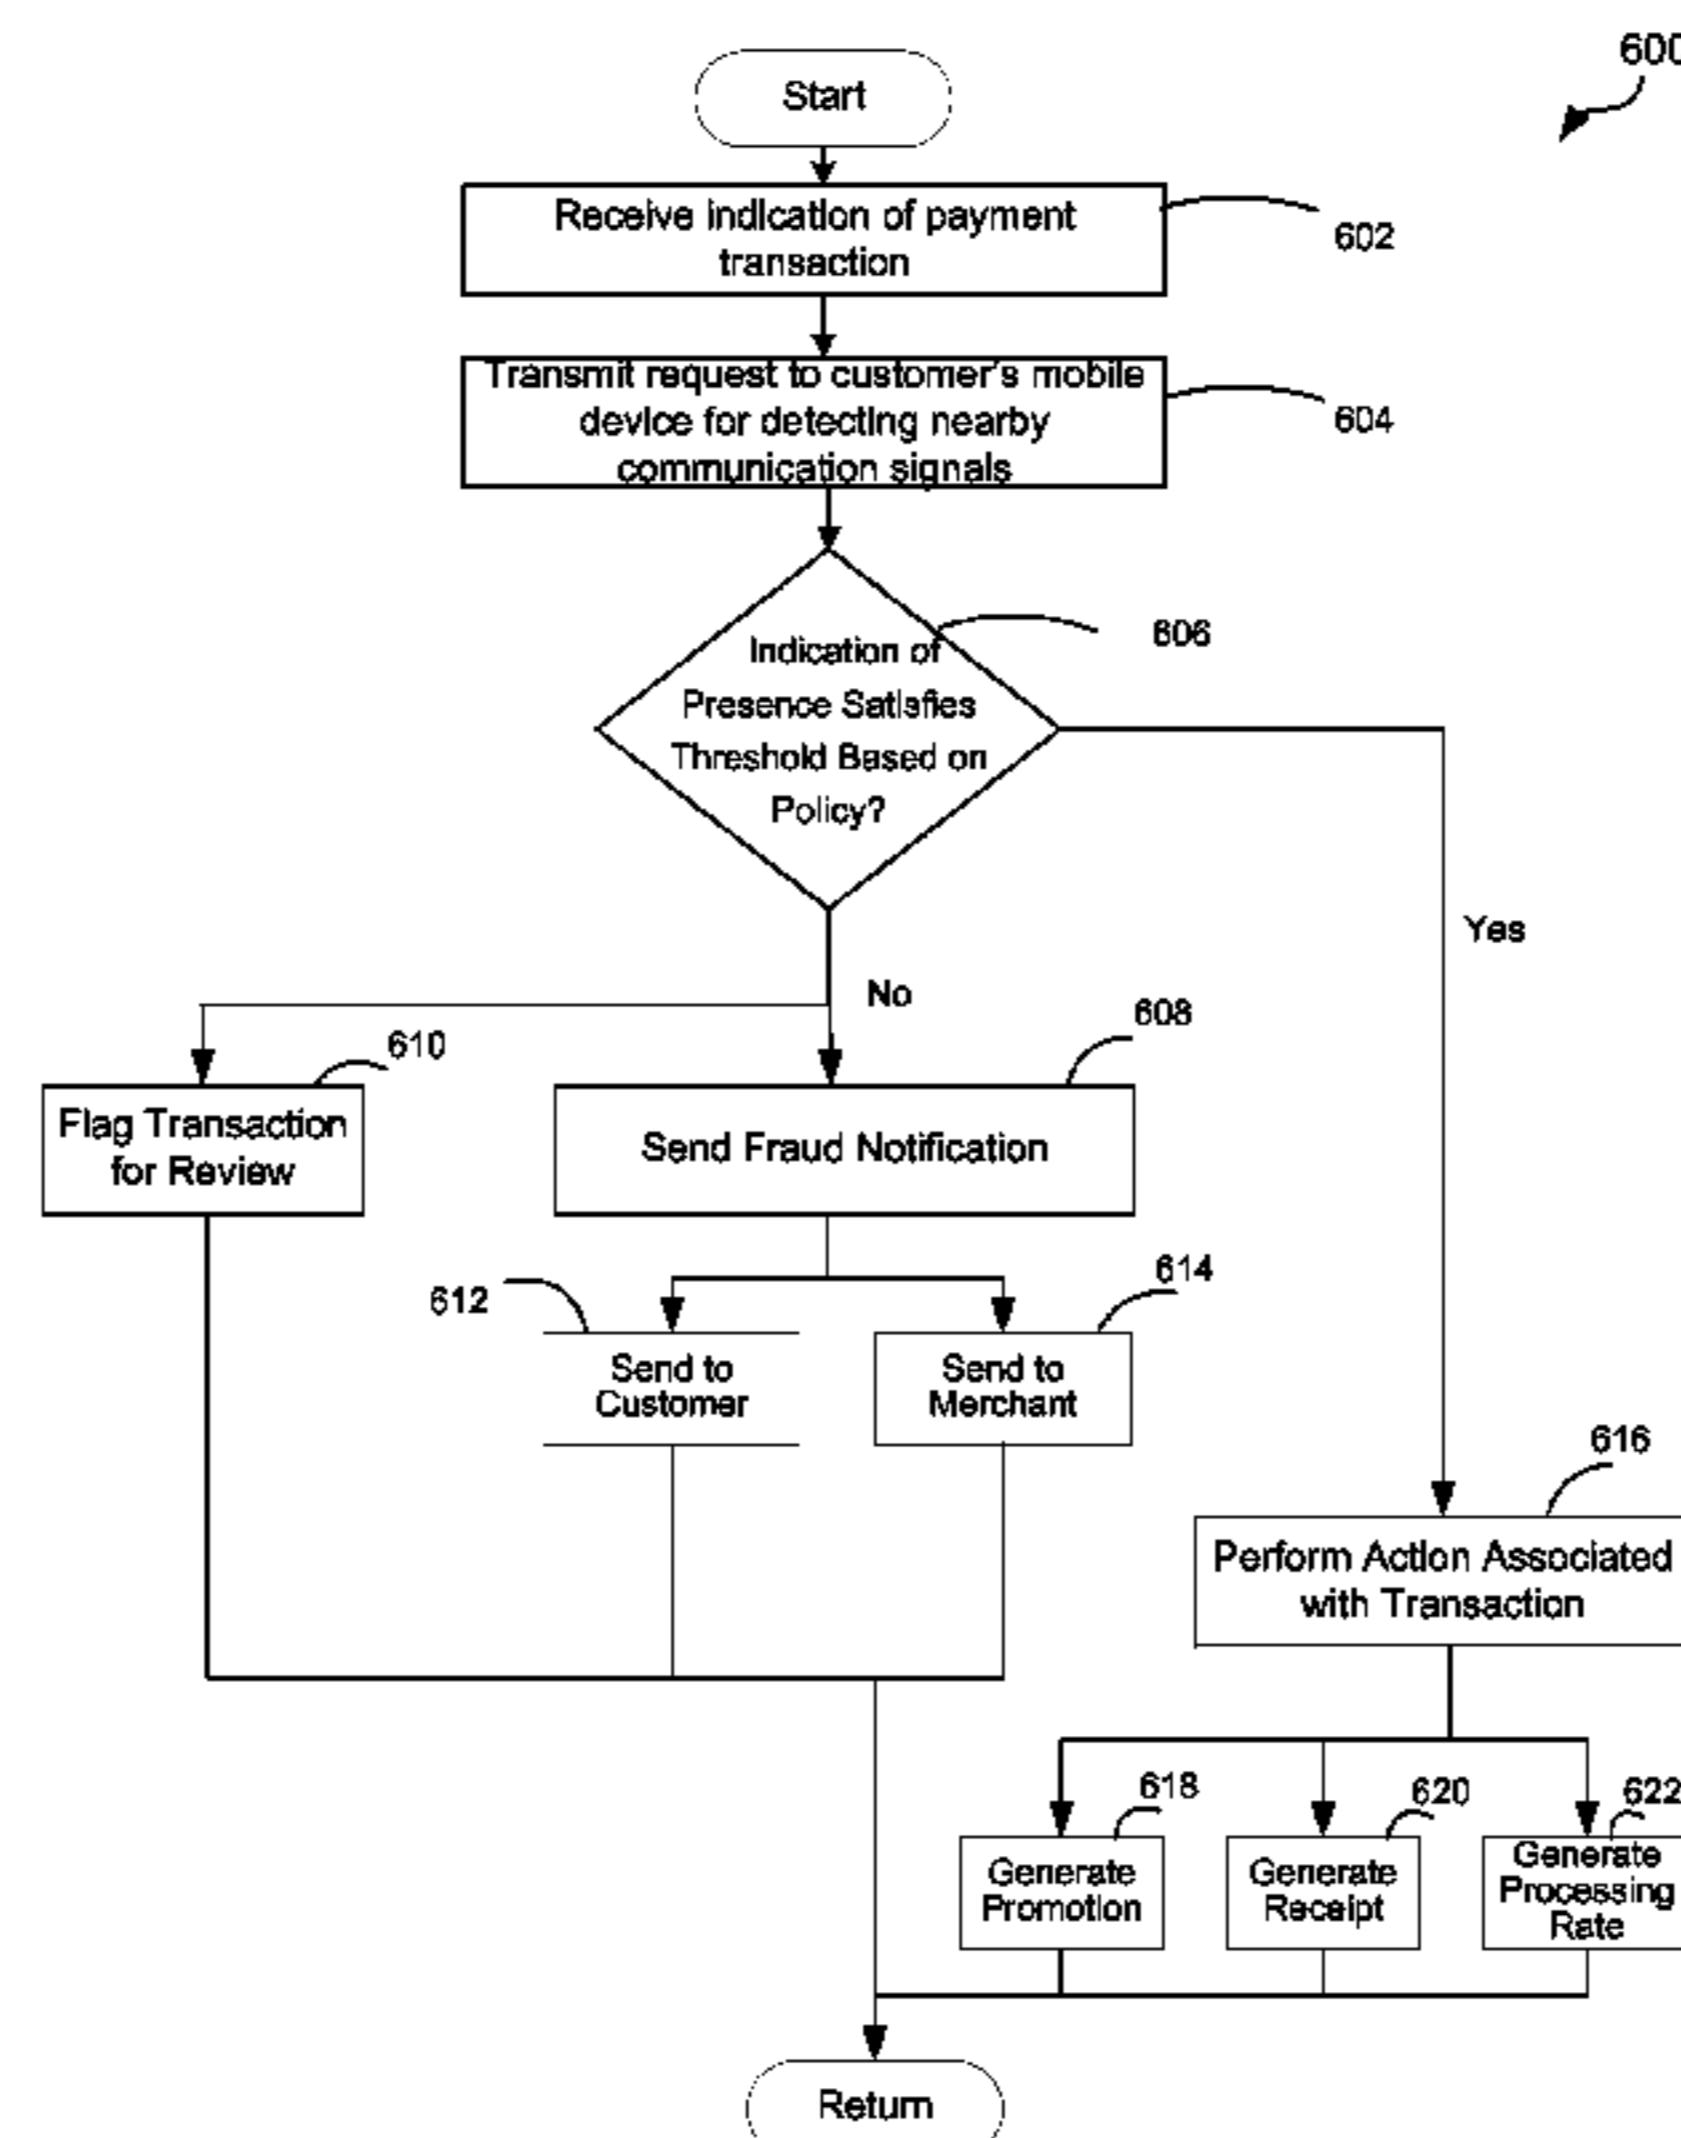 600
Start
Receive indication of payment
transaction
602
Transmit request to customer's mobile
device for detecting nearby
communication signals
604
Indication of
Presence Satisfies
Threshold Based on
Policy?
606
Yes
No
608
610
Flag Transaction
for Review
Send Fraud Notification
612
614
Send to
Customer
Send to
Merchant
616
Perform Action Associated
with Transaction
618
620
622
Generate
Promotion
Generate
Receipt
Generate
Processing
Rate
Return